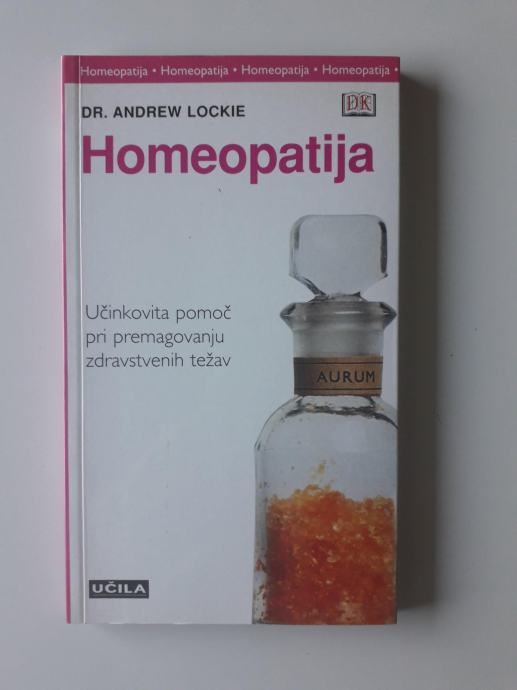 Homeopatija • Homeopatija • Homeopatija • Homeopatija •
DR. ANDREW LOCKIE
DK
Homeopatija
Učinkovita pomoč
pri premagovanju
zdravstvenih težav
AURUM
UČILA